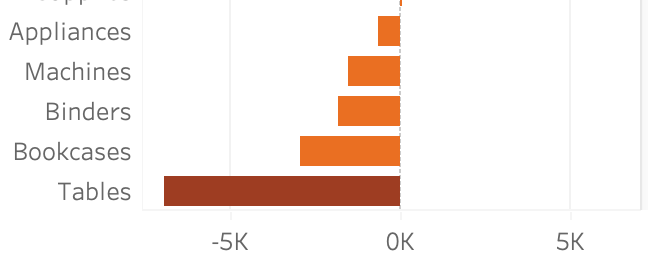 Appliances
Machines
Binders
Bookcases
Tables
-5K 0K 5K